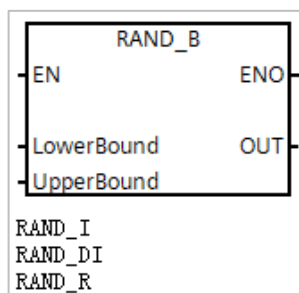 RAND_B
EN ENO
LowerBound OUT
UpperBound
RAND_I
RAND_DI
RAND_R